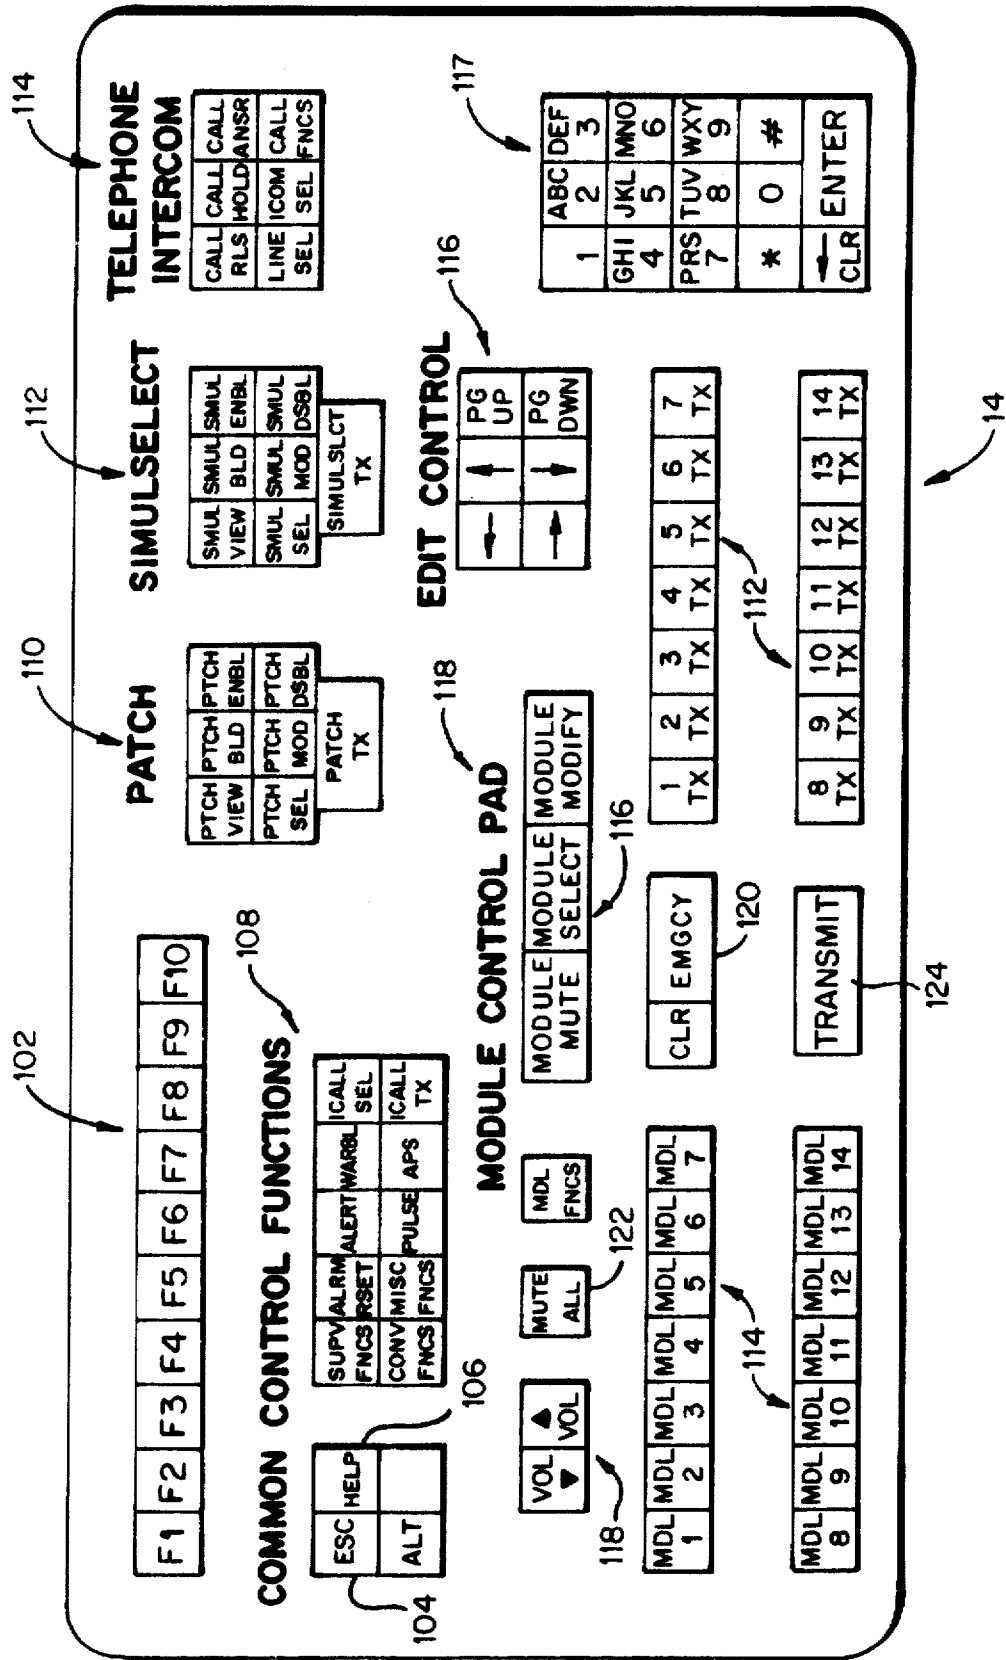 102
F1 F2 F3 F4 F5 F6 F7 F8 F9 F10
110
PATCH
PTCH VIEW
PTCH BLD
PTCH ENBL
PTCH SEL
PTCH MOD
PTCH DSBL
PATCH TX
112
SIMULSELECT
SMUL VIEW
SMUL BLD
SMUL ENBL
SMUL SEL
SMUL MOD
SMUL DSBL
SIMULSLCT TX
114
TELEPHONE
INTERCOM
CALL RLS
CALL HOLD
CALL ANSR
LINE SEL
ICOM SEL
CALL FNCS
COMMON CONTROL FUNCTIONS
108
ESC
HELP
ALT
104
106
SUPV FNCS
ALRM RSET
ALERT
WARBL
ICALL SEL
CONV FNCS
MISC FNCS
PULSE
APS
ICALL TX
MODULE CONTROL PAD
118
VOL ▼
▲ VOL
118
MUTE ALL
122
MDL FNCS
MODULE MUTE
MODULE SELECT
MODULE MODIFY
116
EDIT CONTROL
116
← ↑ PG UP
→ ↓ PG DWN
117
1
ABC 2
DEF 3
GHI 4
JKL 5
MNO 6
PRS 7
TUV 8
WXY 9
* 0 #
← CLR
ENTER
MDL 1
MDL 2
MDL 3
MDL 4
MDL 5
MDL 6
MDL 7
114
MDL 8
MDL 9
MDL 10
MDL 11
MDL 12
MDL 13
MDL 14
CLR EMGCY
120
TRANSMIT
124
1 TX
2 TX
3 TX
4 TX
5 TX
6 TX
7 TX
112
8 TX
9 TX
10 TX
11 TX
12 TX
13 TX
14 TX
14